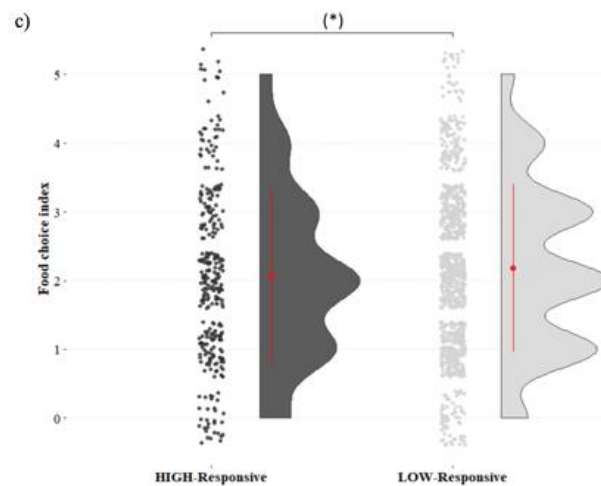 c)
(*)
5
4
3
2
1
0
Food choice index
HIGH-Responsive
LOW-Responsive